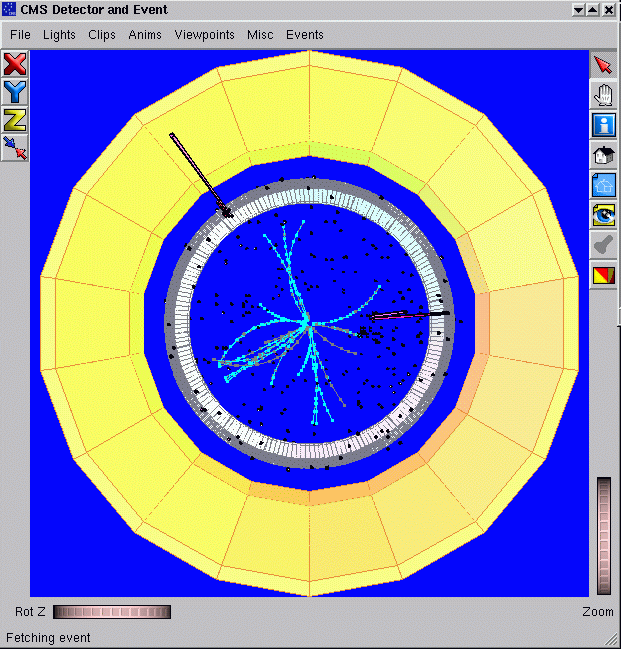 CMS Detector and Event
File Lights Clips Anims Viewpoints Misc Events
X
Y
Z
Rot Z Zoom
Fetching event